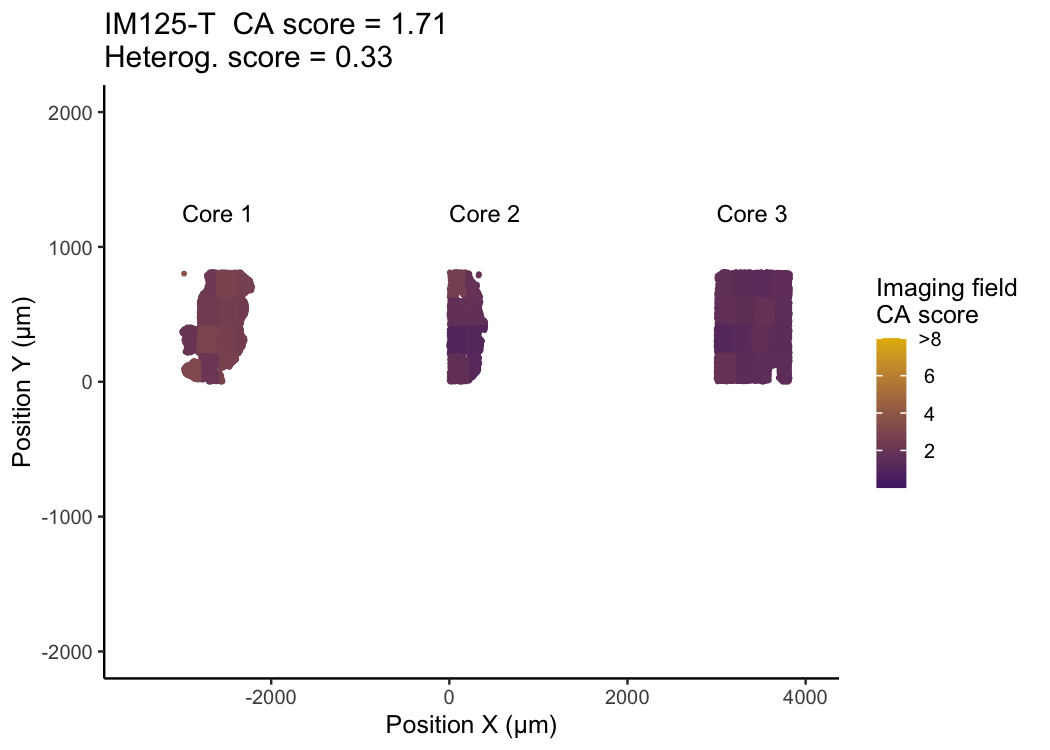 IM125-T  CA score = 1.71
Heterog. score = 0.33
Position Y (µm)
2000
1000
0
-1000
-2000
Core 1
Core 2
Core 3
Imaging field
CA score
>8
6
4
2
-2000
0
2000
4000
Position X (µm)